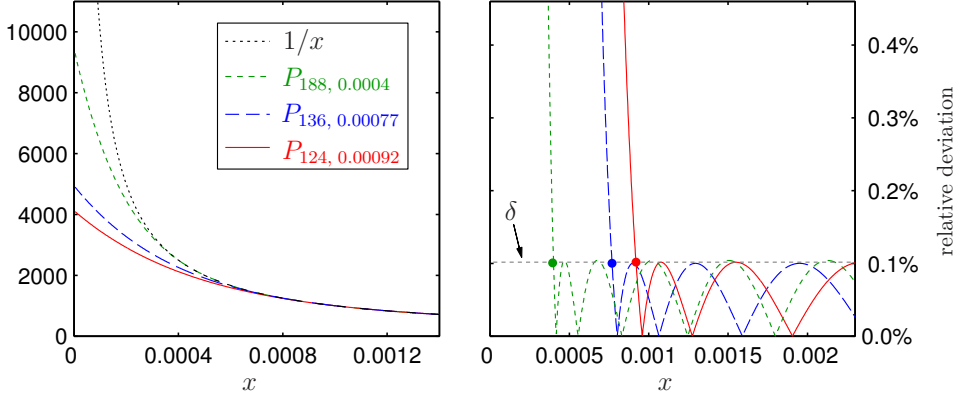 10000
8000
6000
4000
2000
0
0
0.0004
0.0008
0.0012
x
1/x
P188, 0.0004
P136, 0.00077
P124, 0.00092
δ
0.4%
0.3%
0.2%
0.1%
0.0%
relative deviation
0
0.0005
0.001
0.0015
0.002
x